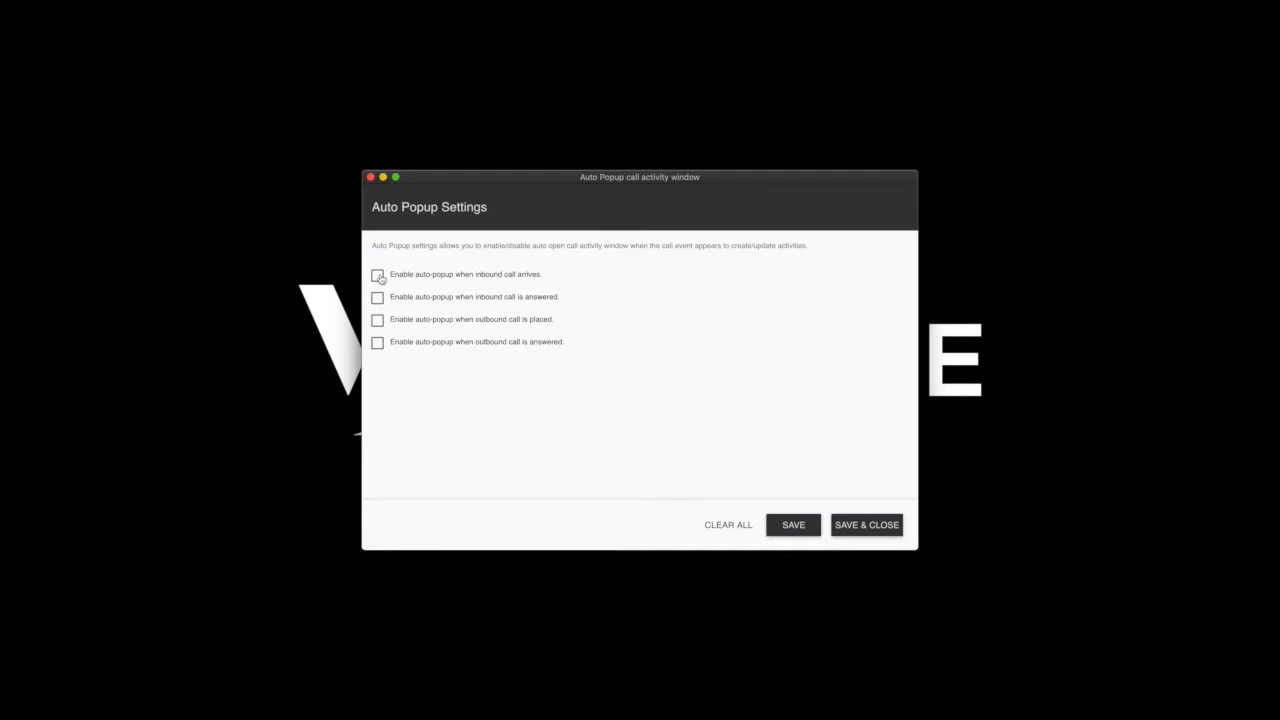 Auto Popup call activity window
Auto Popup Settings
Auto Popup settings allows you to enable/disable auto open call activity window when the call event appears to create/update activities.
Enable auto-popup when inbound call arrives.
Enable auto-popup when inbound call is answered.
Enable auto-popup when outbound call is placed.
Enable auto-popup when outbound call is answered.
E
CLEAR ALL SAVE SAVE & CLOSE